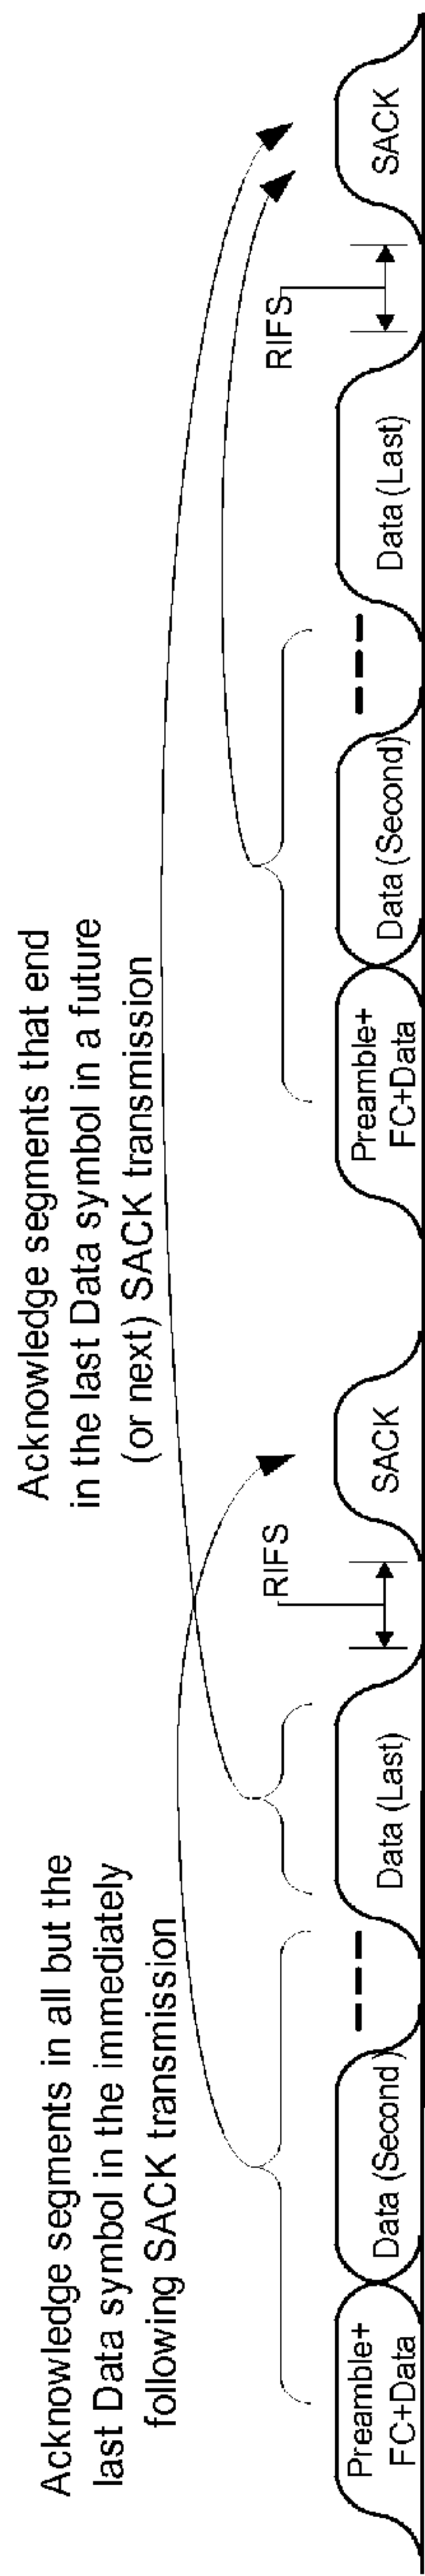 Acknowledge segments in all but the
last Data symbol in the immediately
following SACK transmission
Acknowledge segments that end
in the last Data symbol in a future
(or next) SACK transmission
Preamble+
FC+Data
Data (Second)
Data (Last)
RIFS
SACK
Preamble+
FC+Data
Data (Second)
Data (Last)
RIFS
SACK